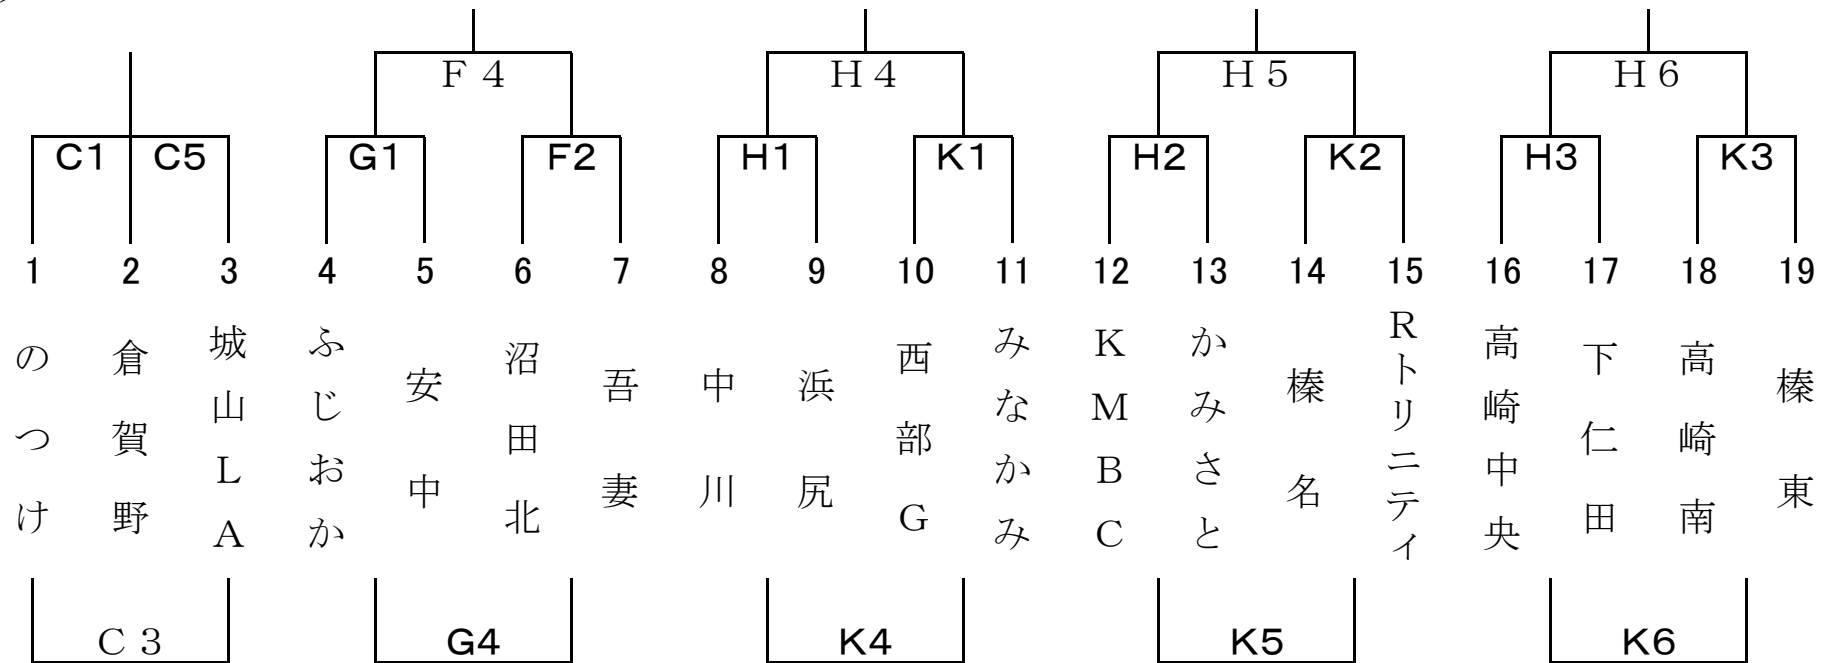 Ｆ４ Ｈ４ Ｈ５ Ｈ６
C1 C5 G1 F2 H1 K1 H2 K2 H3 K3
1 2 3 4 5 6 7 8 9 10 11 12 13 14 15 16 17 18 19
のつけ
倉賀野
城山ＬＡ
ふじおか
安中
沼田北
吾妻
中川
浜尻
西部Ｇ
みなかみ
ＫＭＢＣ
かみさと
榛名
Ｒトリニティ
高崎中央
下仁田
高崎南
榛東
Ｃ３ G4 K4 K5 K6